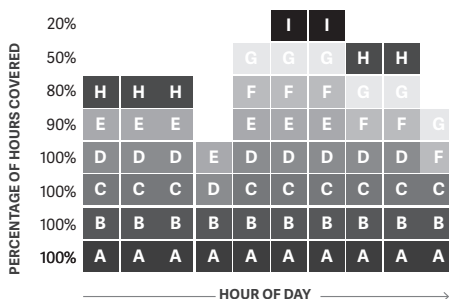 PERCENTAGE OF HOURS COVERED
20% I I
50% G G G H H
80% H H H F F F G G
90% E E E E E E F F G
100% D D D E D D D D D F
100% C C C D C C C C C C
100% B B B B B B B B B B
100% A A A A A A A A A A
HOUR OF DAY